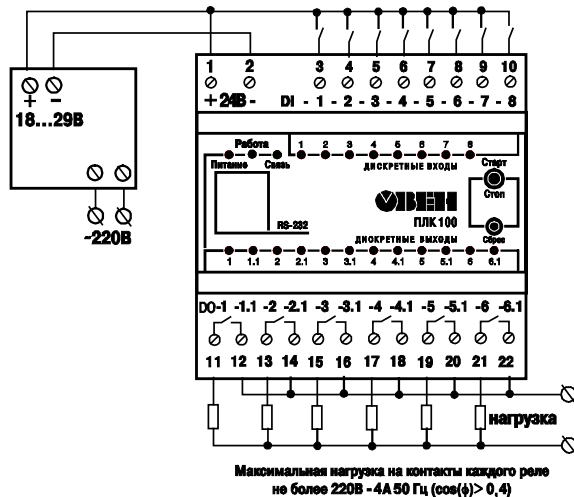 1 2 3 4 5 6 7 8 9 10
+ 24В - DI - 1 - 2 - 3 - 4 - 5 - 6 - 7 - 8
+ -
18...29В
~220В
Работа
Питание Связь
1 2 3 4 5 6 7 8
ДИСКРЕТНЫЕ ВХОДЫ
Старт
Стоп
ОВЕН
ПЛК 100
RS-232
ДИСКРЕТНЫЕ ВЫХОДЫ
Сброс
1 1.1 2 2.1 3 3.1 4 4.1 5 5.1 6 6.1
DO-1 -1.1 -2 -2.1 -3 -3.1 -4 -4.1 -5 -5.1 -6 -6.1
11 12 13 14 15 16 17 18 19 20 21 22
нагрузка
Максимальная нагрузка на контакты каждого реле
не более 220В - 4А 50 Гц (cos(ϕ)> 0,4)